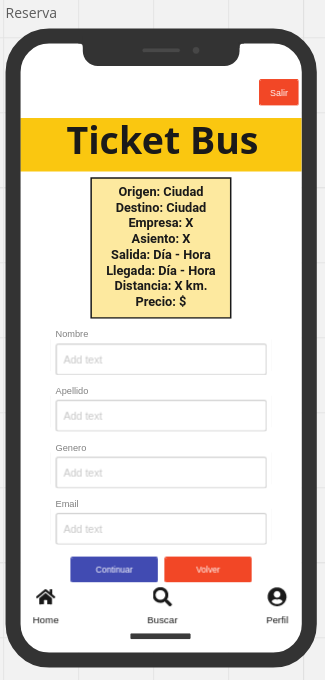 Reserva
Salir
Ticket Bus
Origen: Ciudad
Destino: Ciudad
Empresa: X
Asiento: X
Salida: Día - Hora
Llegada: Día - Hora
Distancia: X km.
Precio: $
Nombre
Add text
Apellido
Add text
Genero
Add text
Email
Add text
Continuar Volver
Home Buscar Perfil